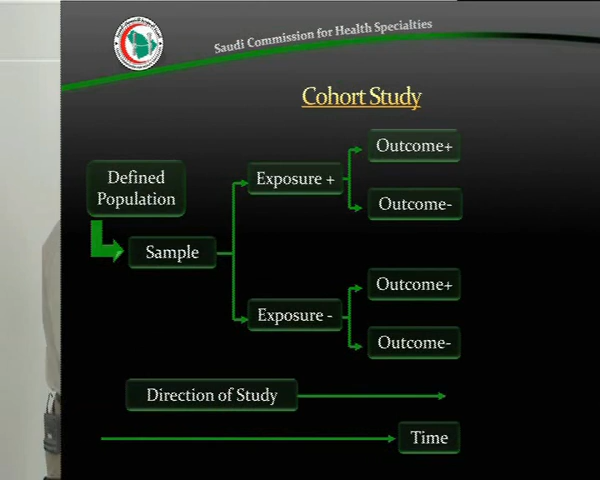 Saudi Commission for Health Specialties
Cohort Study
Defined
Population
Sample
Exposure +
Outcome+
Outcome-
Exposure -
Outcome+
Outcome-
Direction of Study
Time